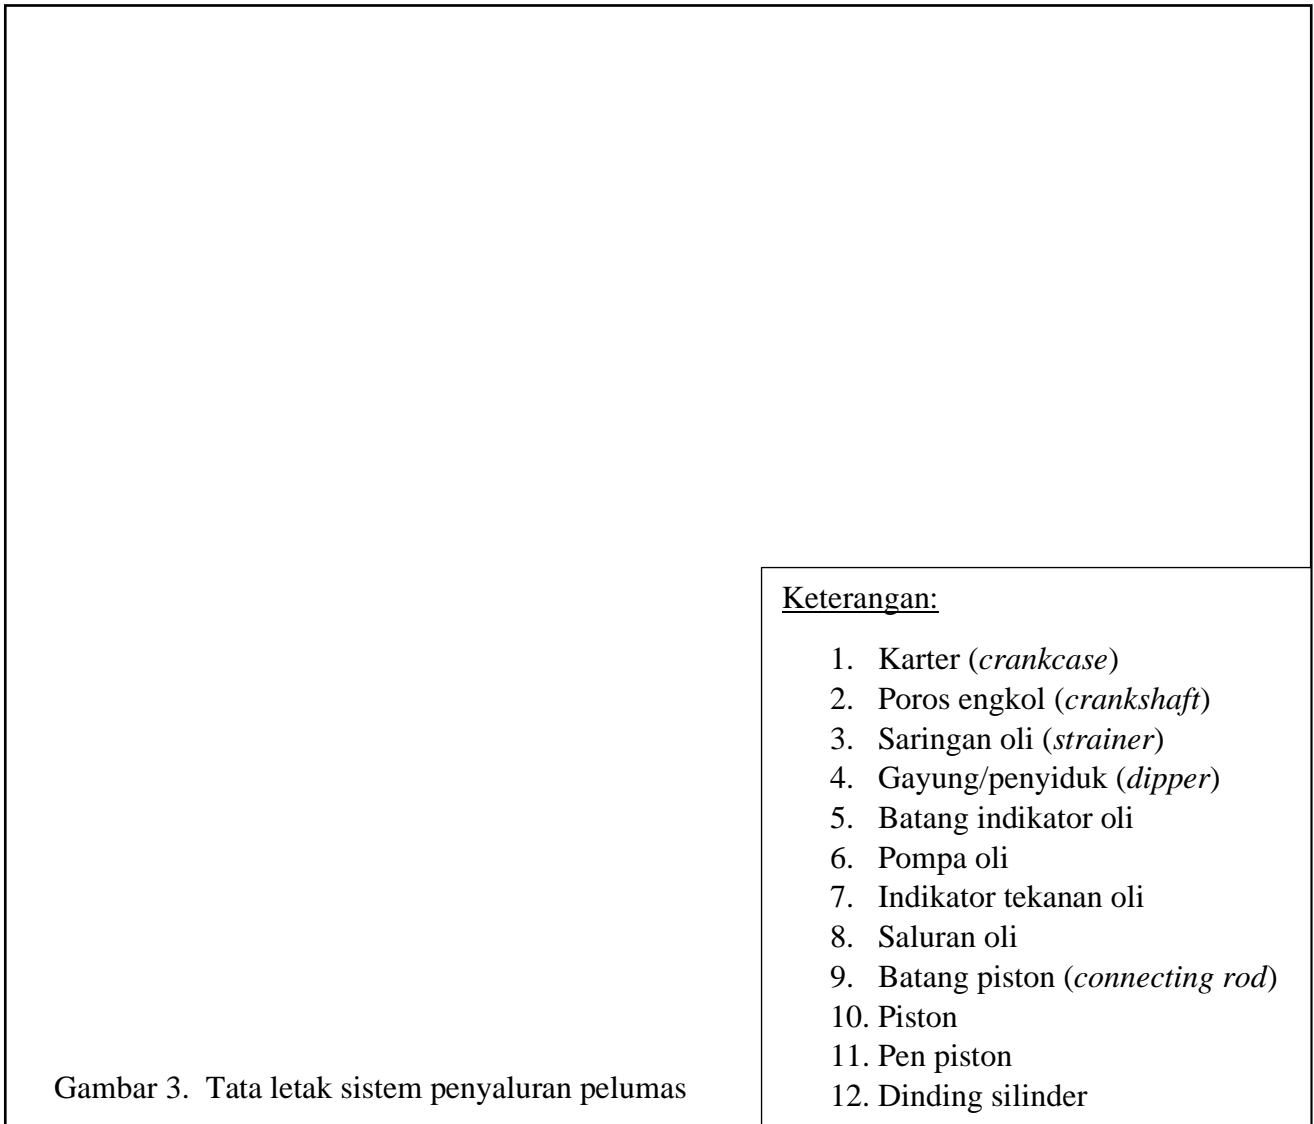 Keterangan:
1. Karter (crankcase)
2. Poros engkol (crankshaft)
3. Saringan oli (strainer)
4. Gayung/penyiduk (dipper)
5. Batang indikator oli
6. Pompa oli
7. Indikator tekanan oli
8. Saluran oli
9. Batang piston (connecting rod)
10. Piston
11. Pen piston
12. Dinding silinder
Gambar 3. Tata letak sistem penyaluran pelumas